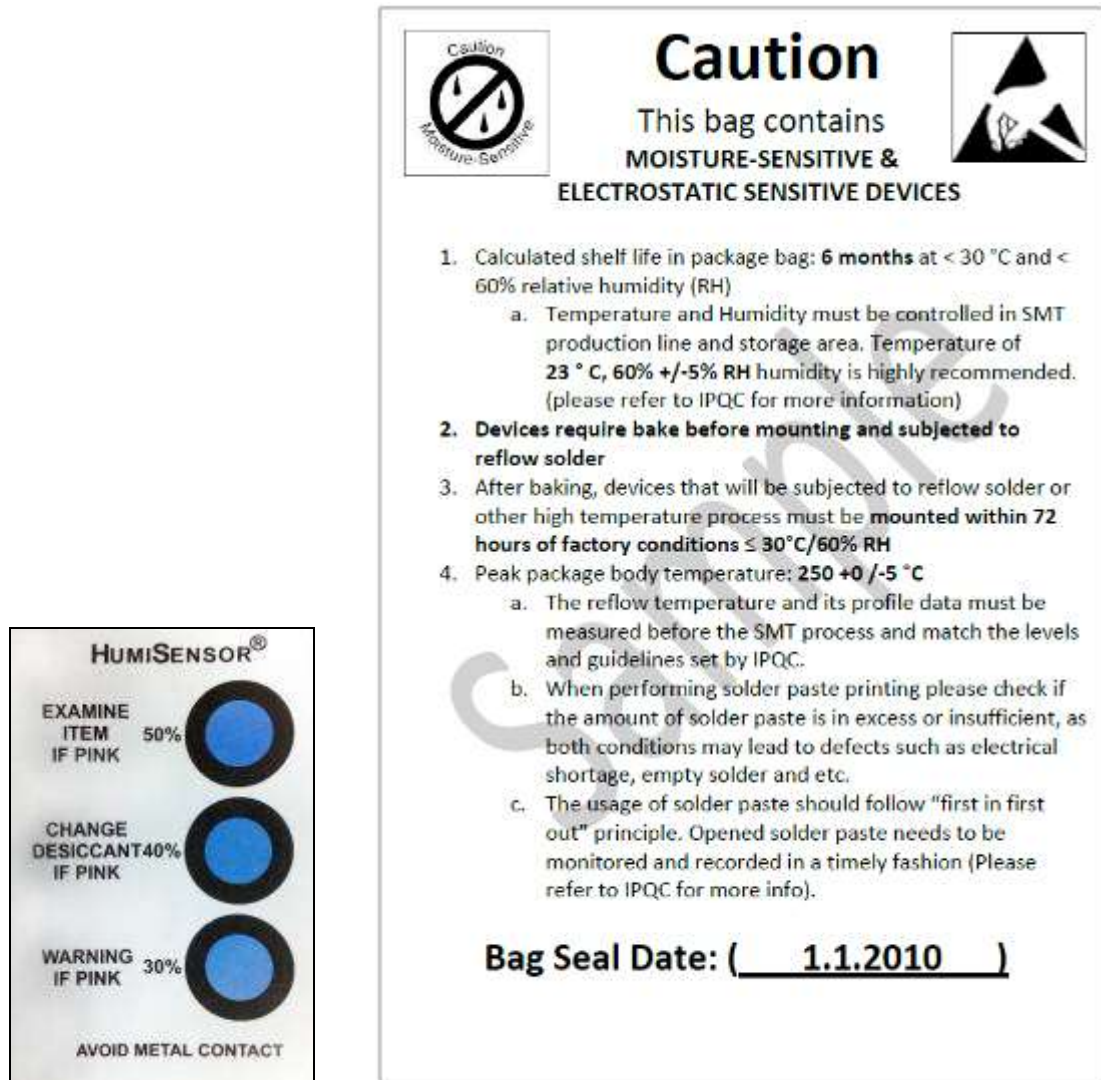 Caution
Moisture-Sensitive
Caution
This bag contains
MOISTURE-SENSITIVE &
ELECTROSTATIC SENSITIVE DEVICES
1. Calculated shelf life in package bag: 6 months at < 30 °C and <
60% relative humidity (RH)
a. Temperature and Humidity must be controlled in SMT
production line and storage area. Temperature of
23 ° C, 60% +/-5% RH humidity is highly recommended.
(please refer to IPQC for more information)
2. Devices require bake before mounting and subjected to
reflow solder
3. After baking, devices that will be subjected to reflow solder or
other high temperature process must be mounted within 72
hours of factory conditions ≤ 30°C/60% RH
4. Peak package body temperature: 250 +0 /-5 °C
a. The reflow temperature and its profile data must be
measured before the SMT process and match the levels
and guidelines set by IPQC.
b. When performing solder paste printing please check if
the amount of solder paste is in excess or insufficient, as
both conditions may lead to defects such as electrical
shortage, empty solder and etc.
c. The usage of solder paste should follow "first in first
out" principle. Opened solder paste needs to be
monitored and recorded in a timely fashion (Please
refer to IPQC for more info).
Bag Seal Date: ( 1.1.2010 )
Sample
HUMISENSOR®
EXAMINE
ITEM 50%
IF PINK
CHANGE
DESICCANT 40%
IF PINK
WARNING 30%
IF PINK
AVOID METAL CONTACT